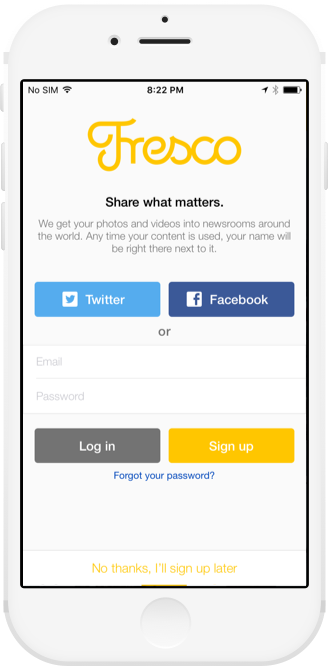 No SIM 8:22 PM
Fresco
Share what matters.
We get your photos and videos into newsrooms around
the world. Any time your content is used, your name will
be right there next to it.
Twitter Facebook
or
Email
Password
Log in Sign up
Forgot your password?
No thanks, I'll sign up later